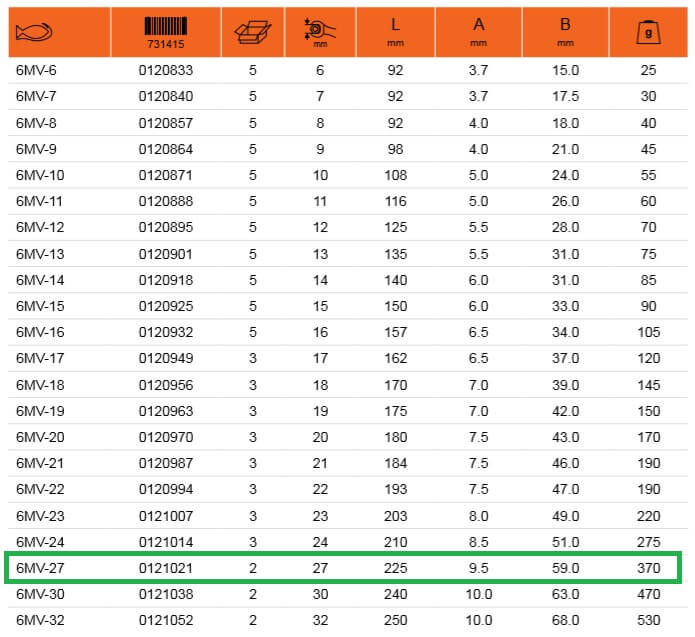 731415 mm L mm A mm B mm g
6MV-6 0120833 5 6 92 3.7 15.0 25
6MV-7 0120840 5 7 92 3.7 17.5 30
6MV-8 0120857 5 8 92 4.0 18.0 40
6MV-9 0120864 5 9 98 4.0 21.0 45
6MV-10 0120871 5 10 108 5.0 24.0 55
6MV-11 0120888 5 11 116 5.0 26.0 60
6MV-12 0120895 5 12 125 5.5 28.0 70
6MV-13 0120901 5 13 135 5.5 31.0 75
6MV-14 0120918 5 14 140 6.0 31.0 85
6MV-15 0120925 5 15 150 6.0 33.0 90
6MV-16 0120932 5 16 157 6.5 34.0 105
6MV-17 0120949 3 17 162 6.5 37.0 120
6MV-18 0120956 3 18 170 7.0 39.0 145
6MV-19 0120963 3 19 175 7.0 42.0 150
6MV-20 0120970 3 20 180 7.5 43.0 170
6MV-21 0120987 3 21 184 7.5 46.0 190
6MV-22 0120994 3 22 193 7.5 47.0 190
6MV-23 0121007 3 23 203 8.0 49.0 220
6MV-24 0121014 3 24 210 8.5 51.0 275
6MV-27 0121021 2 27 225 9.5 59.0 370
6MV-30 0121038 2 30 240 10.0 63.0 470
6MV-32 0121052 2 32 250 10.0 68.0 530